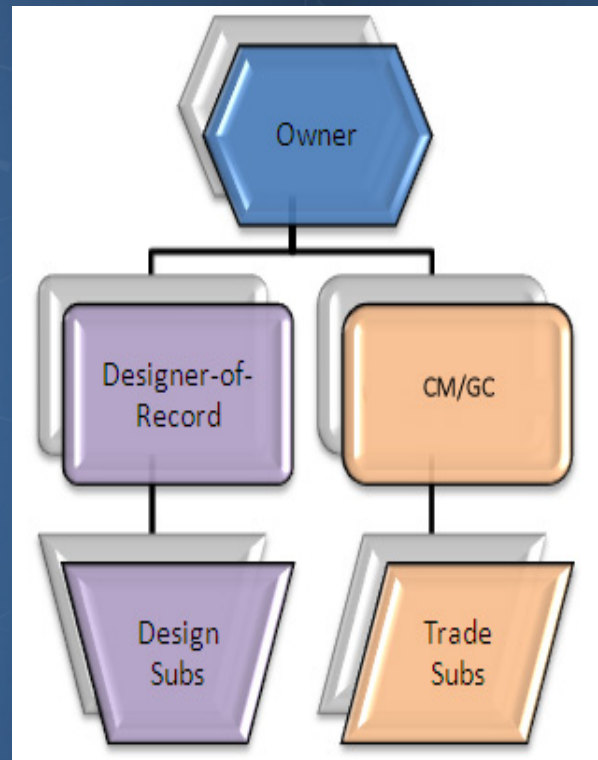 Owner
Designer-of-
Record
CM/GC
Design
Subs
Trade
Subs